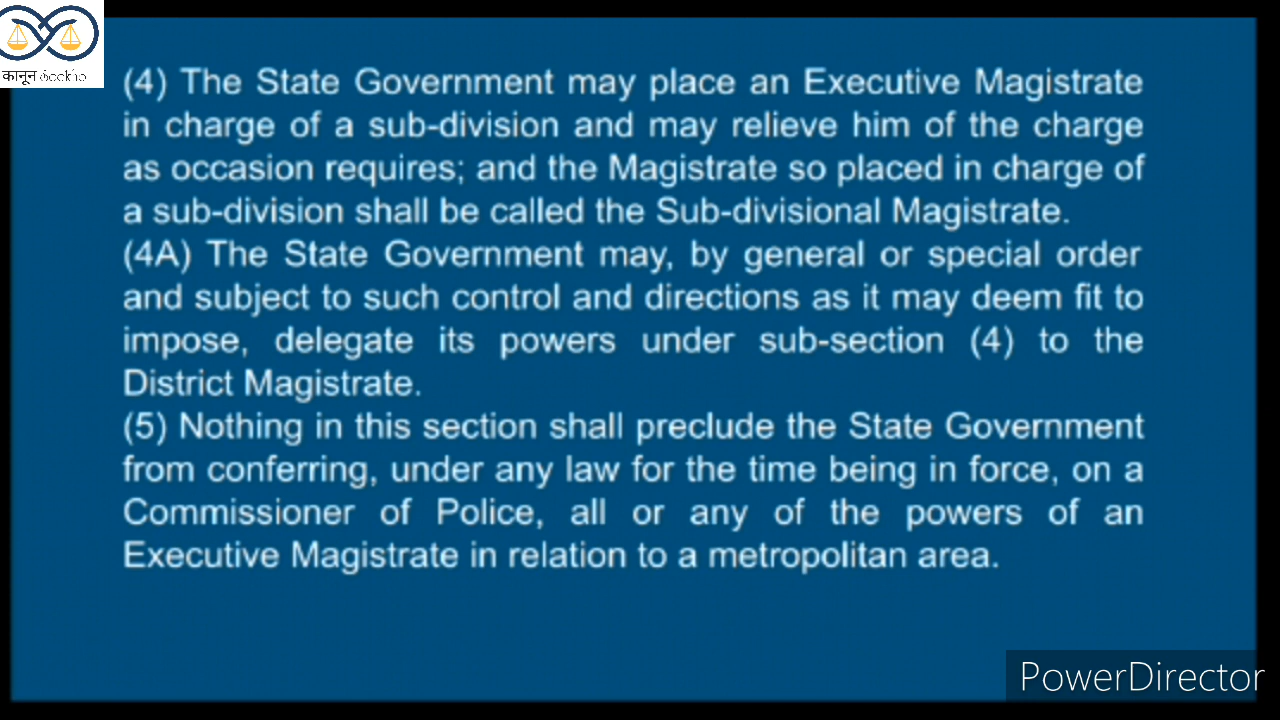 कानून seekho
(4) The State Government may place an Executive Magistrate
in charge of a sub-division and may relieve him of the charge
as occasion requires; and the Magistrate so placed in charge of
a sub-division shall be called the Sub-divisional Magistrate.
(4A) The State Government may, by general or special order
and subject to such control and directions as it may deem fit to
impose, delegate its powers under sub-section (4) to the
District Magistrate.
(5) Nothing in this section shall preclude the State Government
from conferring, under any law for the time being in force, on a
Commissioner of Police, all or any of the powers of an
Executive Magistrate in relation to a metropolitan area.
PowerDirector